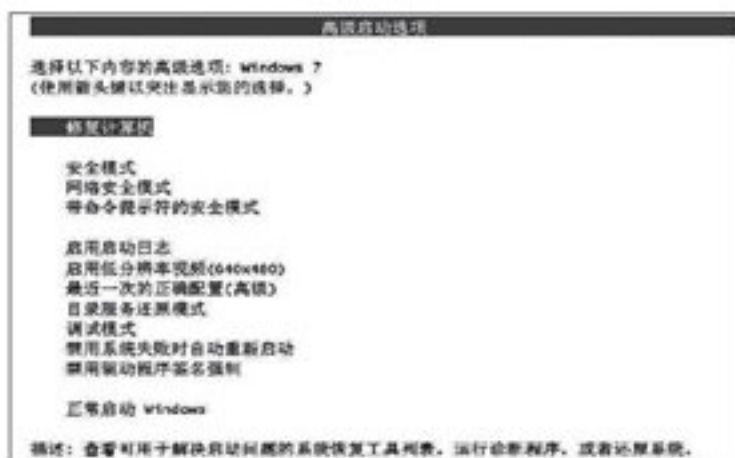 高级启动选项
选择以下内容的高级选项: Windows 7
(使用箭头键以突出显示您的选择。)
修复计算机
安全模式
网络安全模式
带命令提示符的安全模式
启用启动日志
启用低分辨率视频(640x480)
最近一次的正确配置(高级)
目录服务还原模式
调试模式
禁用系统失败时自动重新启动
禁用驱动程序签名强制
正常启动 Windows
描述: 查看可用于解决启动问题的系统恢复工具列表，运行诊断程序，或者还原系统。